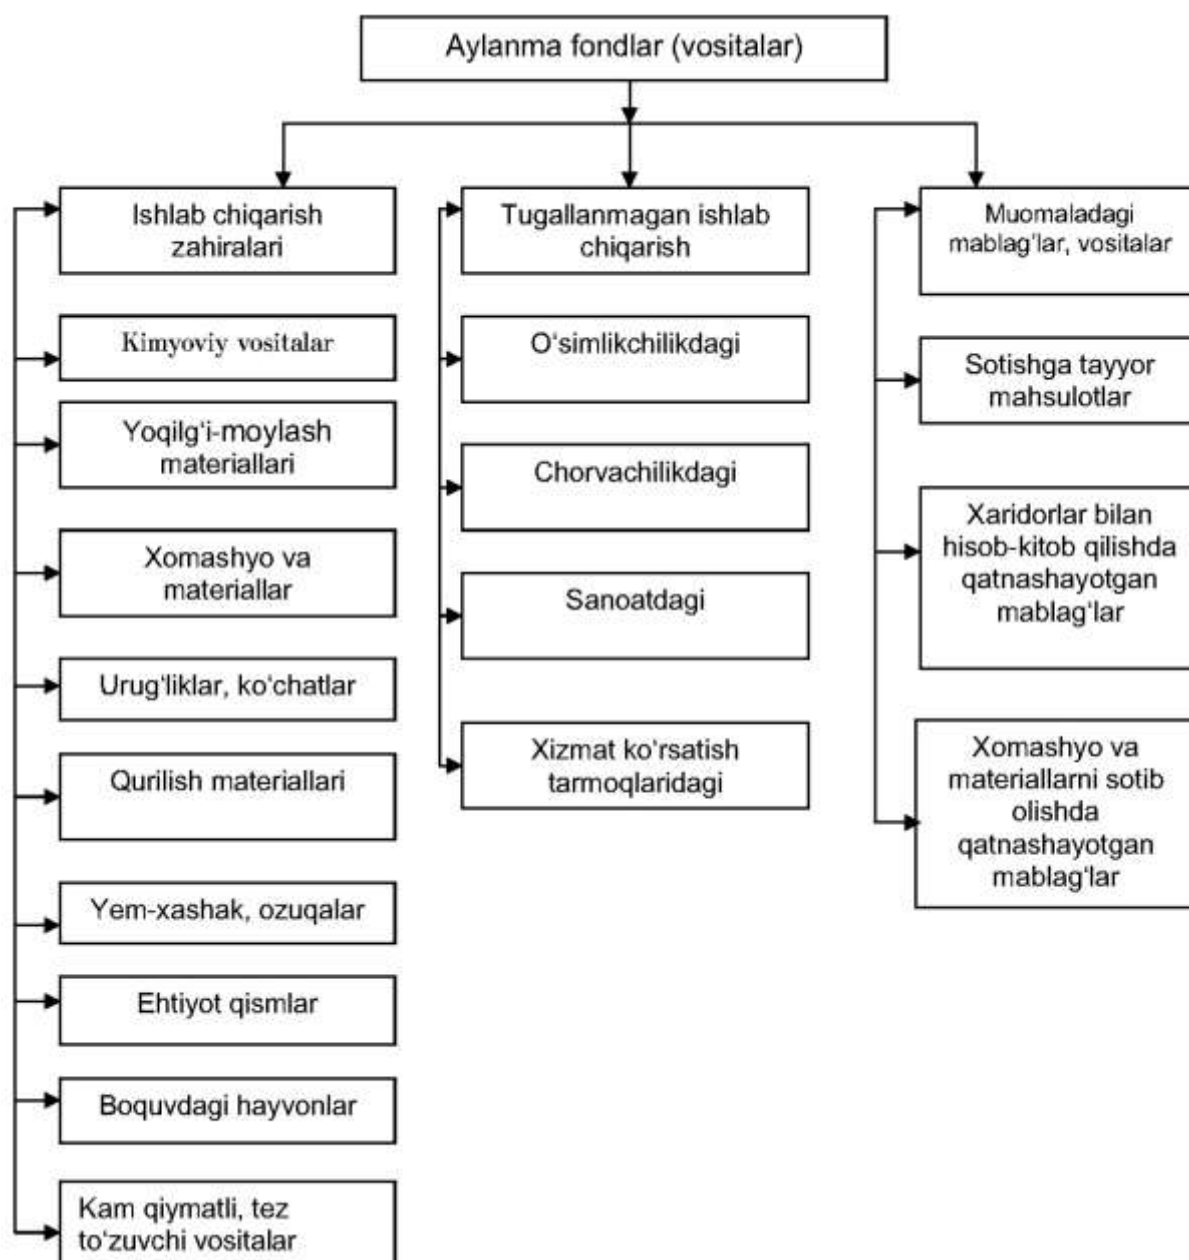 Aylanma fondlar (vositalar)
Ishlab chiqarish
zahiralari
Kimyoviy vositalar
Yoqilg‘i-moylash
materiallari
Xomashyo va
materiallar
Urug‘liklar, ko‘chatlar
Qurilish materiallari
Yem-xashak, ozuqalar
Ehtiyot qismlar
Boquvdagi hayvonlar
Kam qiymatli, tez
to‘zuvchi vositalar
Tugallanmagan ishlab
chiqarish
O‘simlikchilikdagi
Chorvachilikdagi
Sanoatdagi
Xizmat ko‘rsatish
tarmoqlaridagi
Muomaladagi
mablag‘lar, vositalar
Sotishga tayyor
mahsulotlar
Xaridorlar bilan
hisob-kitob qilishda
qatnashayotgan
mablag‘lar
Xomashyo va
materiallarni sotib
olishda
qatnashayotgan
mablag‘lar